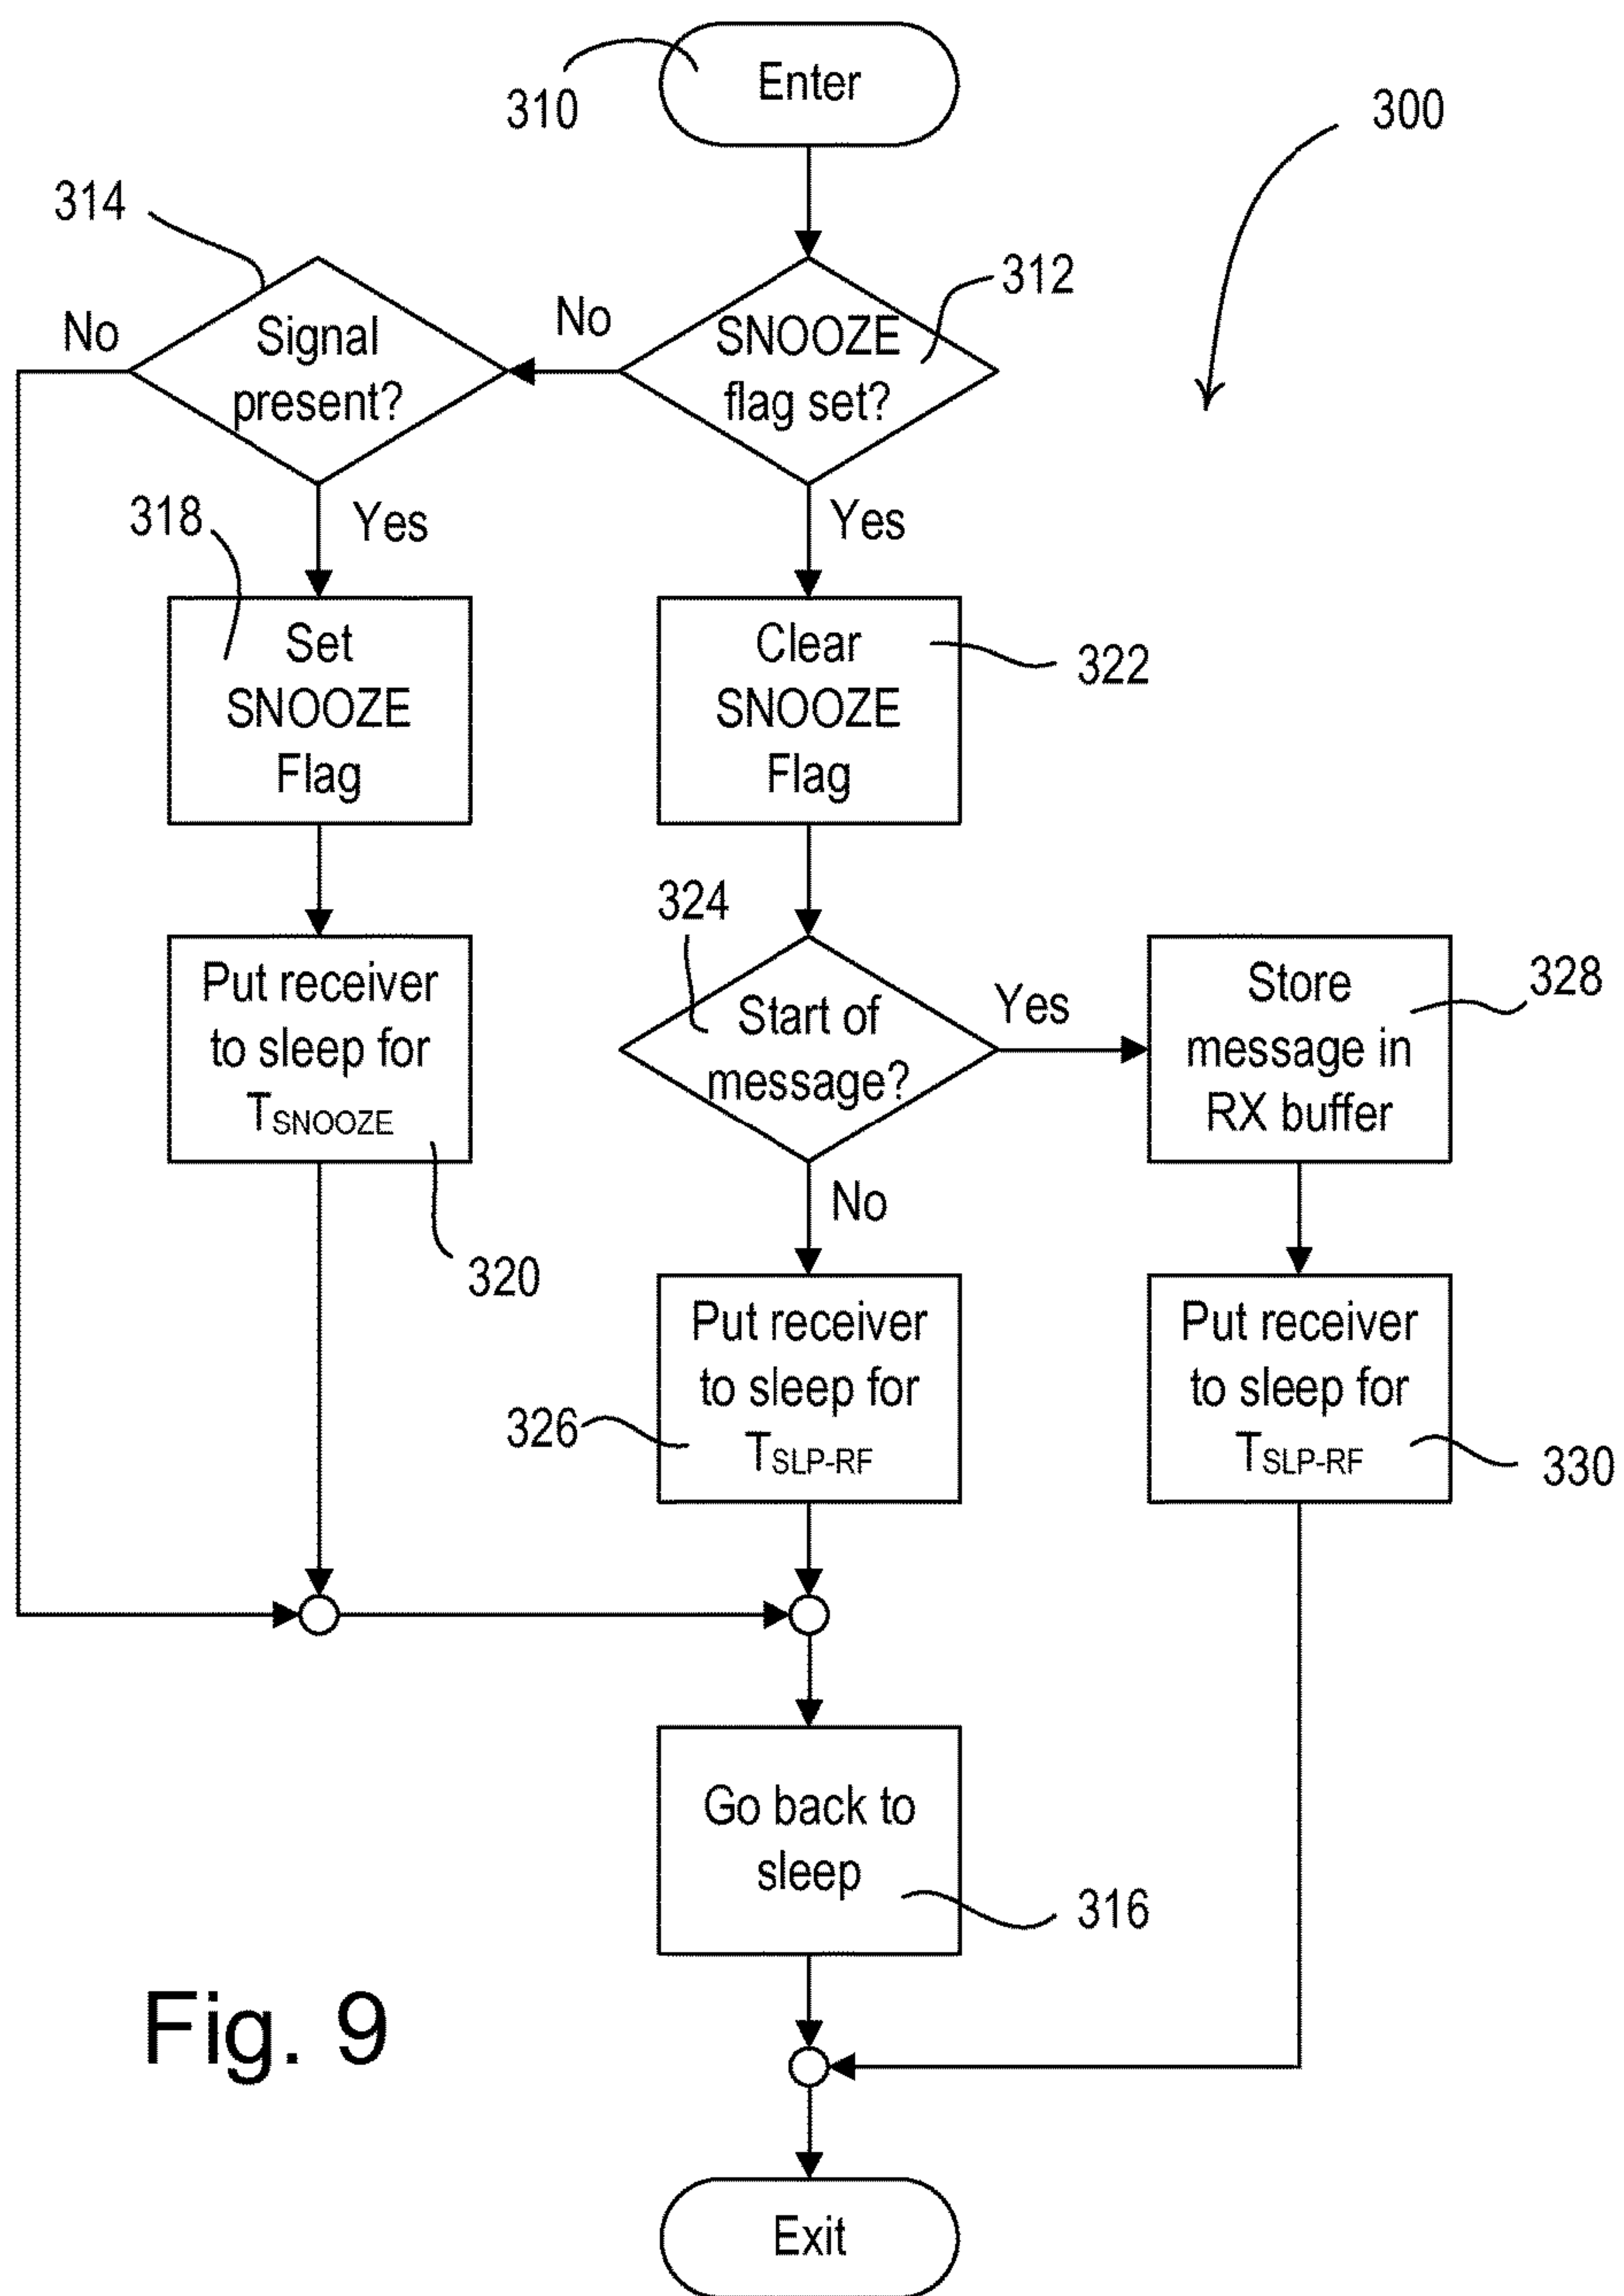 Enter
310
300
314
312
No
Signal
present?
No
SNOOZE
flag set?
318
Yes
Yes
Set
SNOOZE
Flag
Clear
SNOOZE
Flag
322
324
Put receiver
to sleep for
TSNOOZE
Start of
message?
Yes
Store
message in
RX buffer
328
No
320
Put receiver
to sleep for
TSLP-RF
326
Put receiver
to sleep for
TSLP-RF
330
Go back to
sleep
316
Fig. 9
Exit